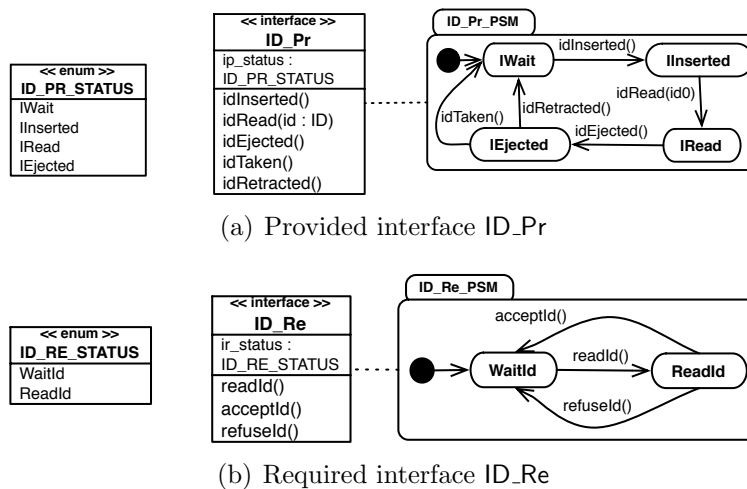 << enum >>
ID_PR_STATUS
IWait
IInserted
IRead
IEjected
<< interface >>
ID_Pr
ip_status :
ID_PR_STATUS
idInserted()
idRead(id : ID)
idEjected()
idTaken()
idRetracted()
ID_Pr_PSM
IWait
idInserted()
IInserted
idRead(id0)
idRetracted()
idTaken()
idEjected()
IEjected
IRead
(a) Provided interface ID_Pr
<< enum >>
ID_RE_STATUS
WaitId
ReadId
<< interface >>
ID_Re
ir_status :
ID_RE_STATUS
readId()
acceptId()
refuseId()
ID_Re_PSM
acceptId()
WaitId
readId()
ReadId
refuseId()
(b) Required interface ID_Re